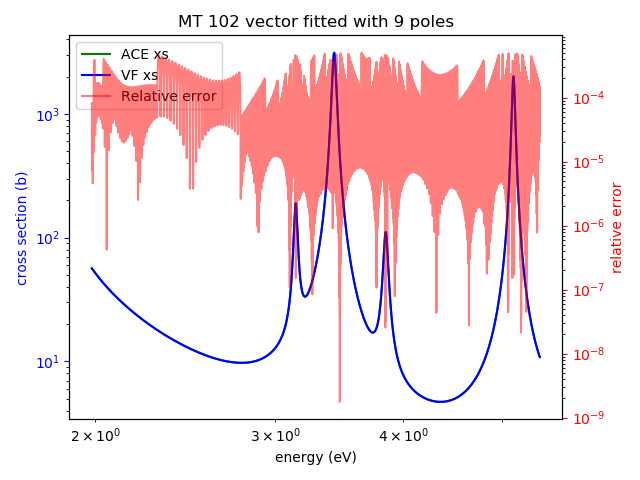 MT 102 vector fitted with 9 poles
ACE xs
VF xs
Relative error
cross section (b)
10³
10²
10¹
relative error
10⁻⁴
10⁻⁵
10⁻⁶
10⁻⁷
10⁻⁸
10⁻⁹
2 × 10⁰
3 × 10⁰
4 × 10⁰
energy (eV)